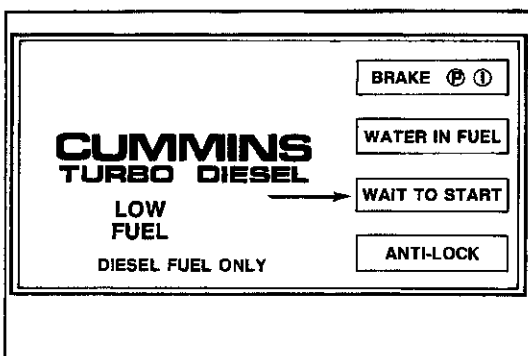 CUMMINS
TURBO DIESEL
LOW
FUEL
DIESEL FUEL ONLY
BRAKE Ⓟ ①
WATER IN FUEL
WAIT TO START
ANTI-LOCK